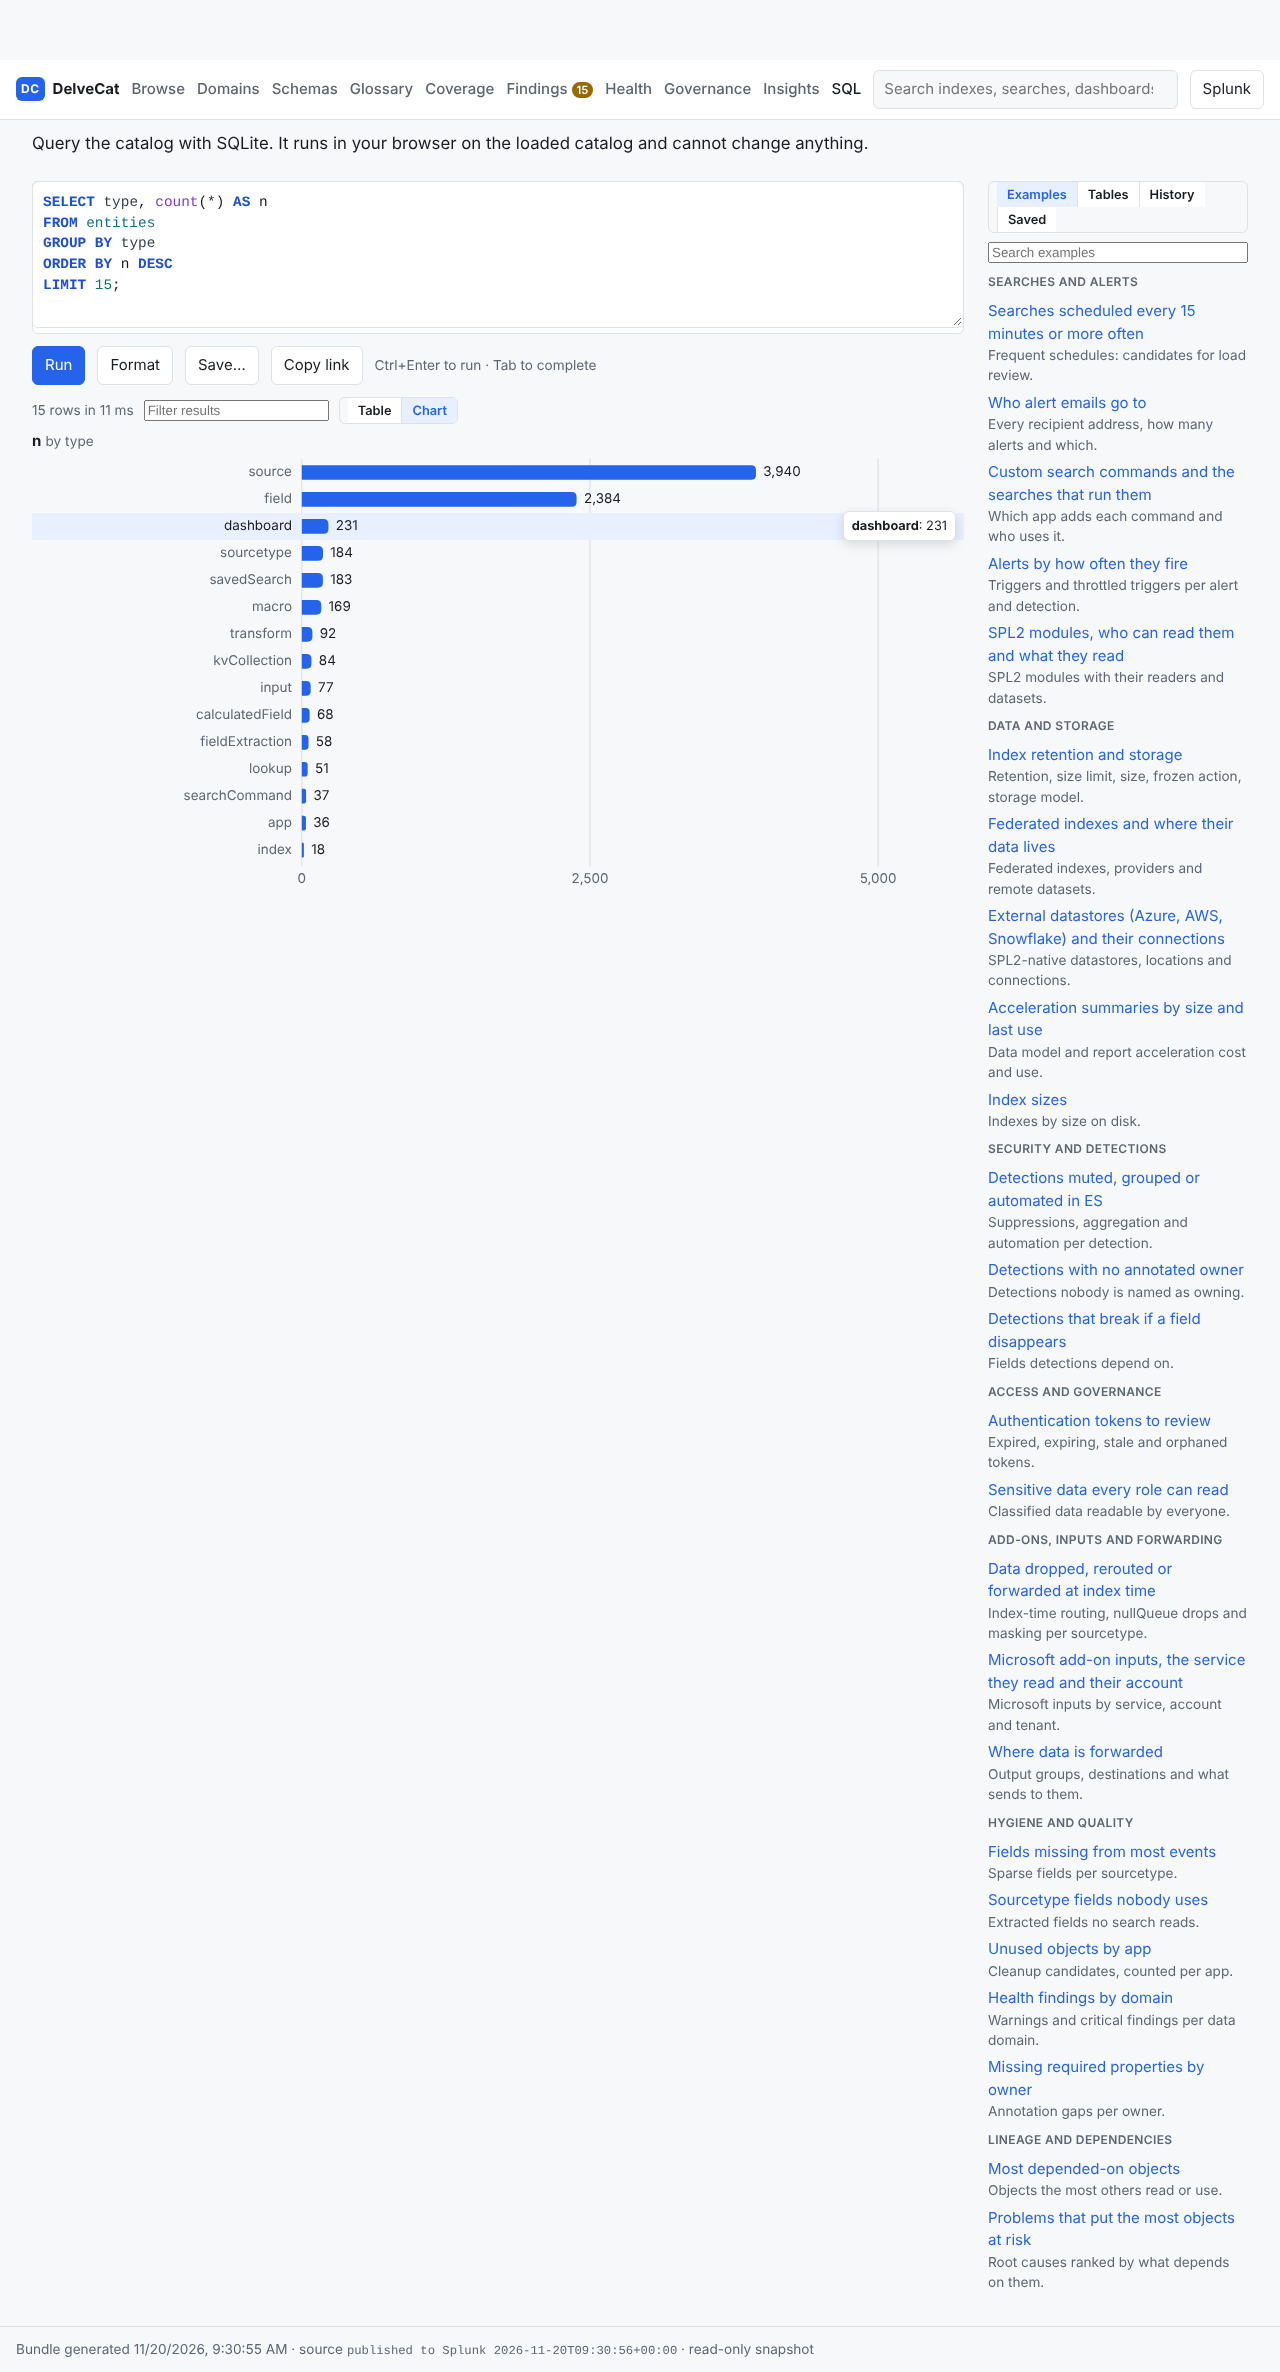 DC DelveCat Browse Domains Schemas Glossary Coverage Findings 15 Health Governance Insights SQL Search indexes, searches, dashboards Splunk
Query the catalog with SQLite. It runs in your browser on the loaded catalog and cannot change anything.
SELECT type, count(*) AS n
FROM entities
GROUP BY type
ORDER BY n DESC
LIMIT 15;
Run Format Save... Copy link Ctrl+Enter to run · Tab to complete
15 rows in 11 ms Filter results Table Chart
n by type
source 3,940
field 2,384
dashboard 231 dashboard: 231
sourcetype 184
savedSearch 183
macro 169
transform 92
kvCollection 84
input 77
calculatedField 68
fieldExtraction 58
lookup 51
searchCommand 37
app 36
index 18
0 2,500 5,000
Examples Tables History
Saved
Search examples
SEARCHES AND ALERTS
Searches scheduled every 15
minutes or more often
Frequent schedules: candidates for load
review.
Who alert emails go to
Every recipient address, how many
alerts and which.
Custom search commands and the
searches that run them
Which app adds each command and
who uses it.
Alerts by how often they fire
Triggers and throttled triggers per alert
and detection.
SPL2 modules, who can read them
and what they read
SPL2 modules with their readers and
datasets.
DATA AND STORAGE
Index retention and storage
Retention, size limit, size, frozen action,
storage model.
Federated indexes and where their
data lives
Federated indexes, providers and
remote datasets.
External datastores (Azure, AWS,
Snowflake) and their connections
SPL2-native datastores, locations and
connections.
Acceleration summaries by size and
last use
Data model and report acceleration cost
and use.
Index sizes
Indexes by size on disk.
SECURITY AND DETECTIONS
Detections muted, grouped or
automated in ES
Suppressions, aggregation and
automation per detection.
Detections with no annotated owner
Detections nobody is named as owning.
Detections that break if a field
disappears
Fields detections depend on.
ACCESS AND GOVERNANCE
Authentication tokens to review
Expired, expiring, stale and orphaned
tokens.
Sensitive data every role can read
Classified data readable by everyone.
ADD-ONS, INPUTS AND FORWARDING
Data dropped, rerouted or
forwarded at index time
Index-time routing, nullQueue drops and
masking per sourcetype.
Microsoft add-on inputs, the service
they read and their account
Microsoft inputs by service, account
and tenant.
Where data is forwarded
Output groups, destinations and what
sends to them.
HYGIENE AND QUALITY
Fields missing from most events
Sparse fields per sourcetype.
Sourcetype fields nobody uses
Extracted fields no search reads.
Unused objects by app
Cleanup candidates, counted per app.
Health findings by domain
Warnings and critical findings per data
domain.
Missing required properties by
owner
Annotation gaps per owner.
LINEAGE AND DEPENDENCIES
Most depended-on objects
Objects the most others read or use.
Problems that put the most objects
at risk
Root causes ranked by what depends
on them.
Bundle generated 11/20/2026, 9:30:55 AM · source published to Splunk 2026-11-20T09:30:56+00:00 · read-only snapshot